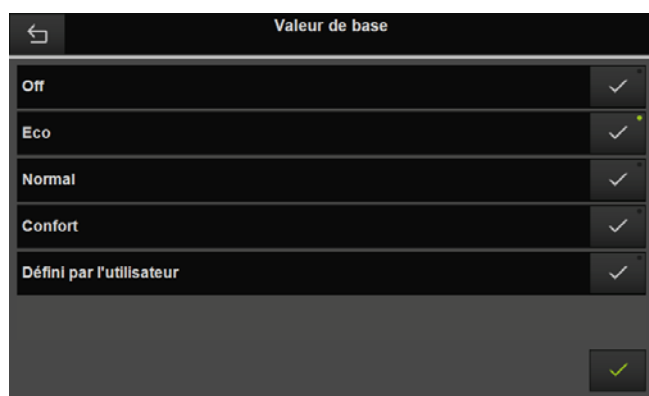 Valeur de base
Off
Eco
Normal
Confort
Défini par l'utilisateur